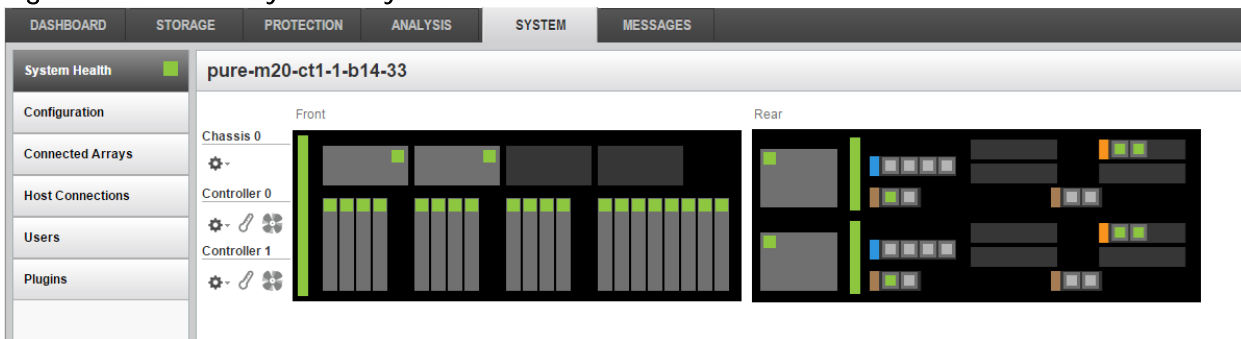 DASHBOARD STORAGE PROTECTION ANALYSIS SYSTEM MESSAGES
System Health
pure-m20-ct1-1-b14-33
Configuration
Connected Arrays
Host Connections
Users
Plugins
Front
Rear
Chassis 0
Controller 0
Controller 1